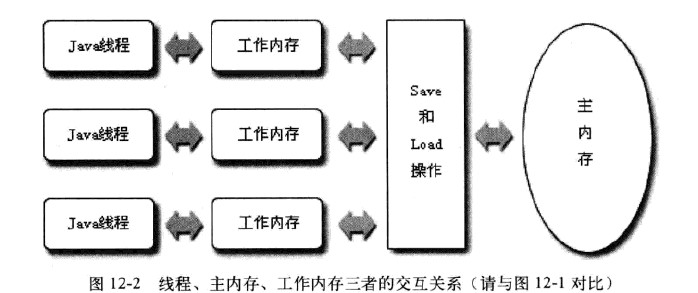 Java线程
工作内存
Java线程
工作内存
Java线程
工作内存
Save
和
Load
操作
主
内
存
图 12-2 线程、主内存、工作内存三者的交互关系（请与图 12-1 对比）